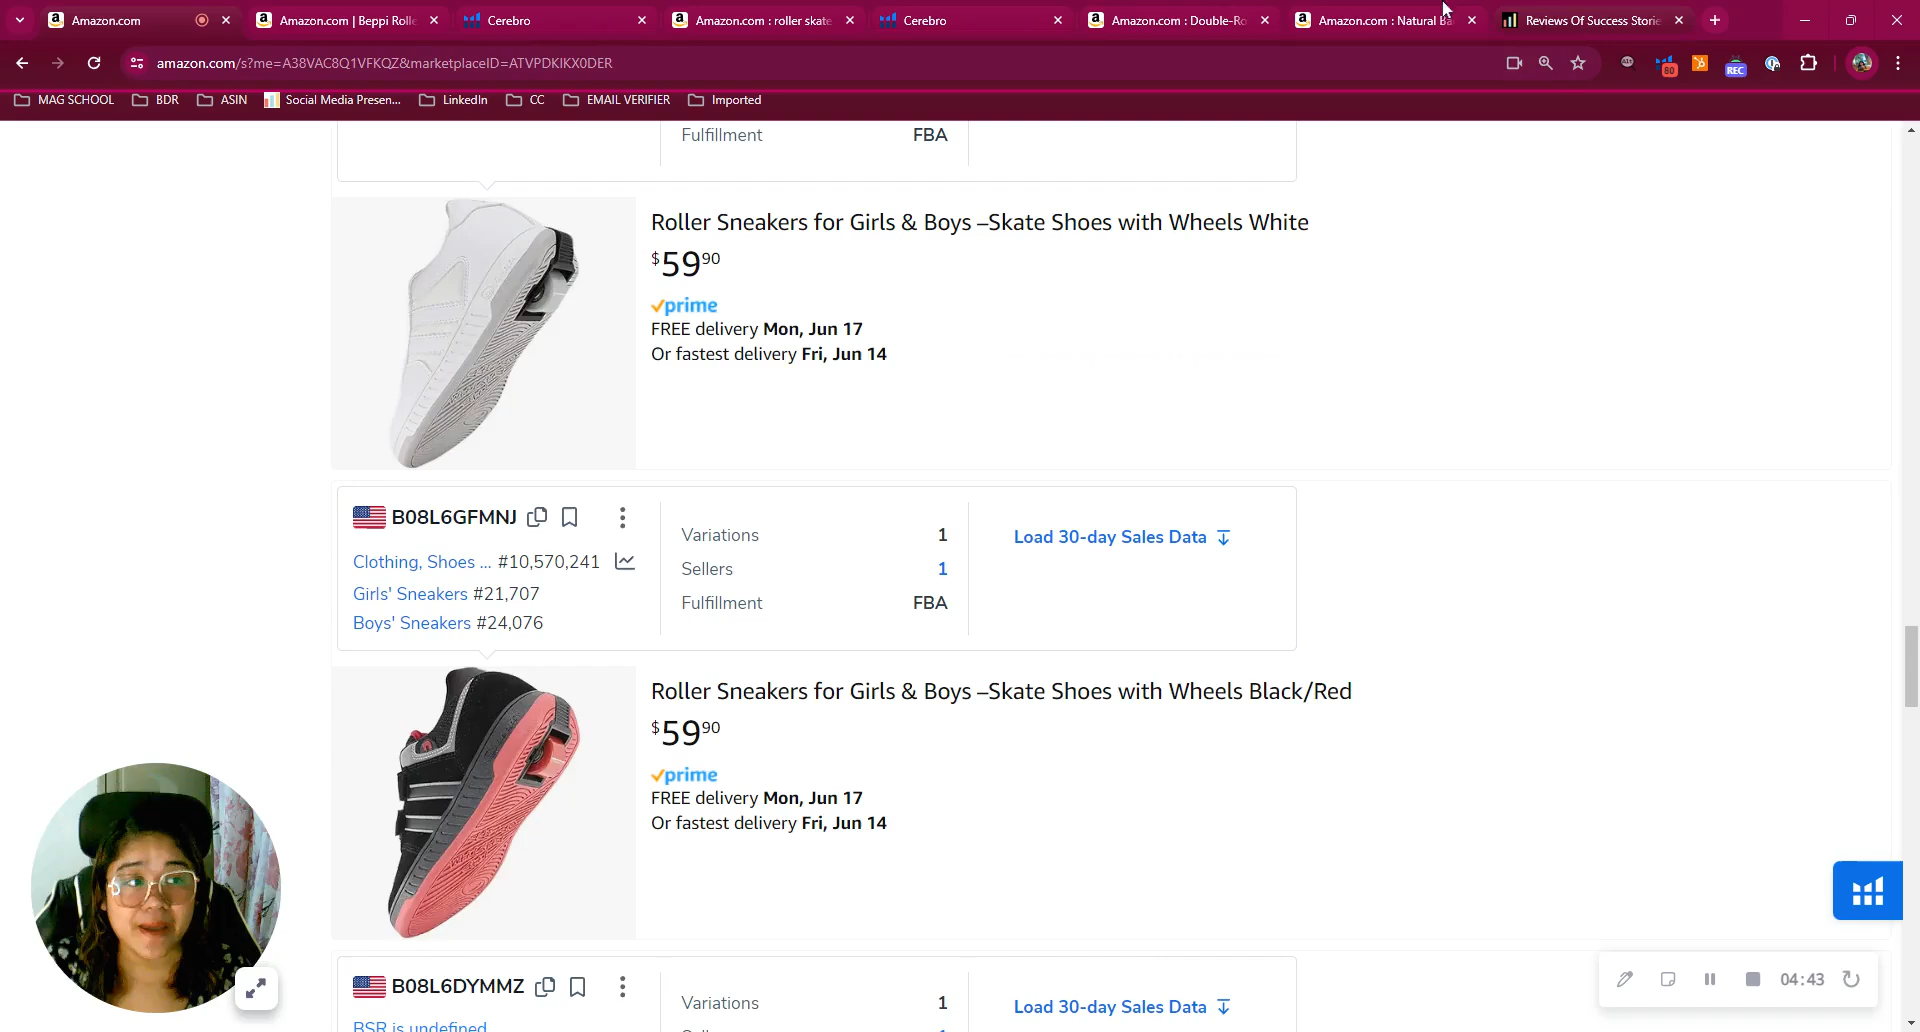 Amazon.com
Amazon.com | Beppi Rolle
Cerebro
Amazon.com : roller skate
Cerebro
Amazon.com : Double-Ro
Amazon.com : Natural Ba
Reviews Of Success Storie
amazon.com/s?me=A38VAC8Q1VFKQZ&marketplaceID=ATVPDKIKX0DER
80
REC
MAG SCHOOL
BDR
ASIN
Social Media Presen...
LinkedIn
CC
EMAIL VERIFIER
Imported
Fulfillment FBA
Roller Sneakers for Girls & Boys –Skate Shoes with Wheels White
$59 90
prime
FREE delivery Mon, Jun 17
Or fastest delivery Fri, Jun 14
B08L6GFMNJ
Clothing, Shoes ... #10,570,241
Girls' Sneakers #21,707
Boys' Sneakers #24,076
Variations 1
Sellers 1
Fulfillment FBA
Load 30-day Sales Data
Roller Sneakers for Girls & Boys –Skate Shoes with Wheels Black/Red
$59 90
prime
FREE delivery Mon, Jun 17
Or fastest delivery Fri, Jun 14
B08L6DYMMZ
BSR is undefined
Variations 1
Load 30-day Sales Data
04:43